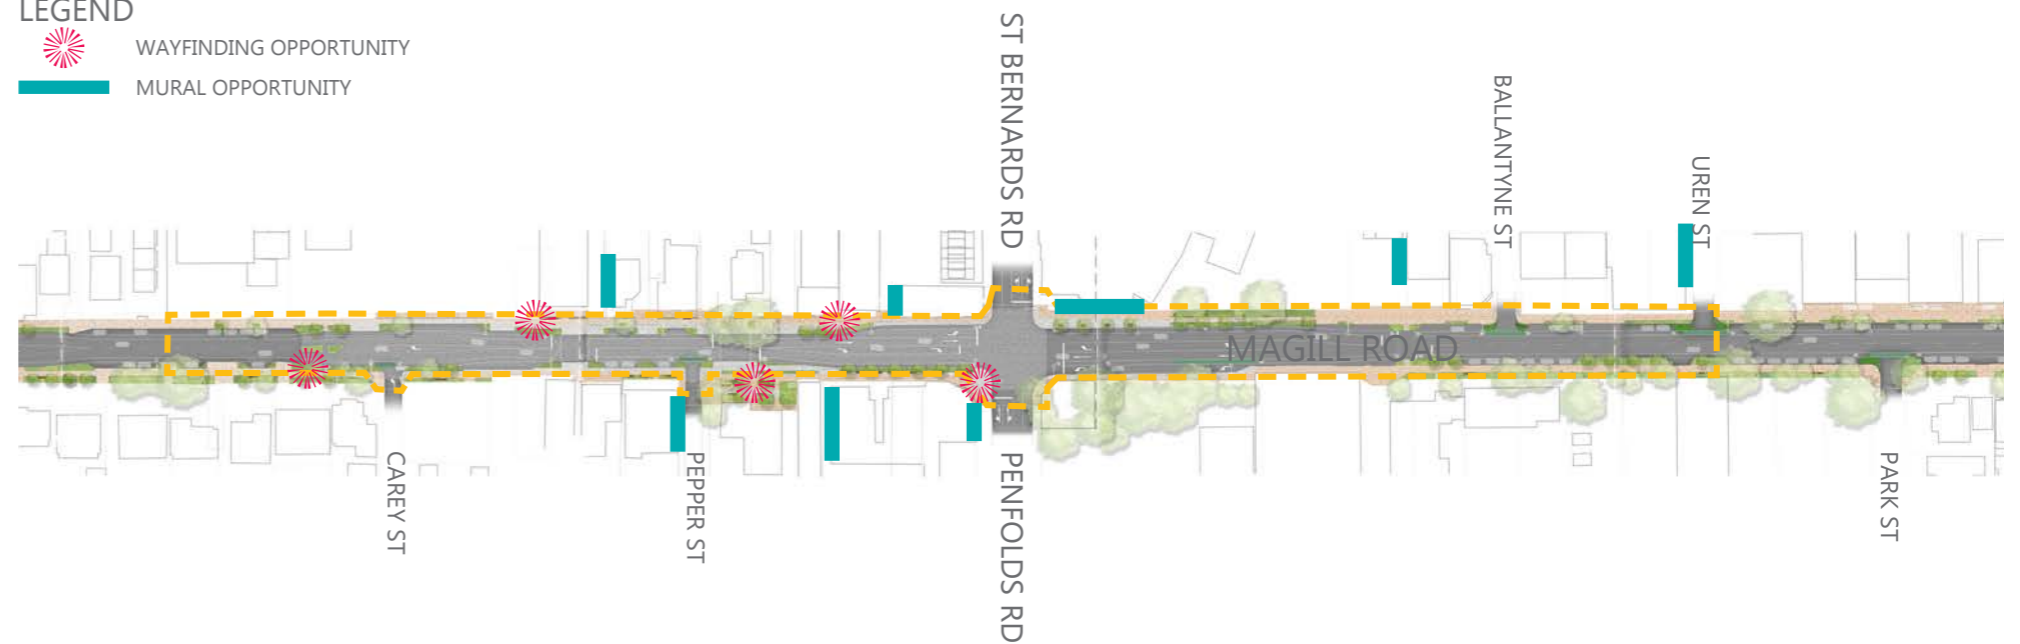 LEGEND
WAYFINDING OPPORTUNITY
MURAL OPPORTUNITY
ST BERNARDS RD
BALLANTYNE ST
UREN ST
MAGILL ROAD
CAREY ST
PEPPER ST
PENFOLDS RD
PARK ST